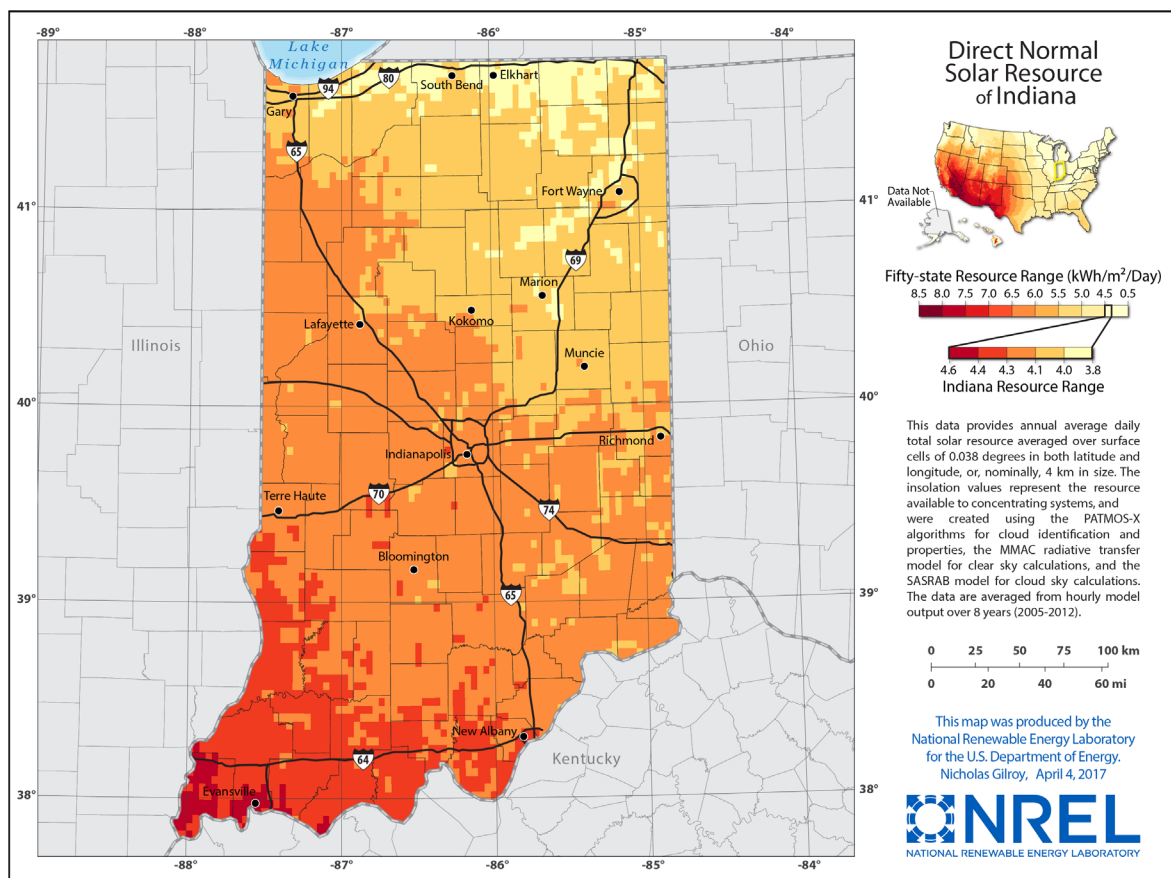 -89°
-88°
-87°
-86°
-85°
-84°
Lake
Michigan
94
80
South Bend
Elkhart
Gary
65
Fort Wayne
41°
41°
69
Marion
Kokomo
Lafayette
Illinois
Muncie
Ohio
40°
40°
Richmond
Indianapolis
70
Terre Haute
74
Bloomington
65
39°
39°
New Albany
64
Kentucky
Evansville
38°
38°
-88°
-87°
-86°
-85°
-84°
Direct Normal
Solar Resource
of Indiana
Data Not
Available
Fifty-state Resource Range (kWh/m²/Day)
8.5 8.0 7.5 7.0 6.5 6.0 5.5 5.0 4.5 0.5
4.6 4.4 4.3 4.1 4.0 3.8
Indiana Resource Range
This data provides annual average daily
total solar resource averaged over surface
cells of 0.038 degrees in both latitude and
longitude, or, nominally, 4 km in size. The
insolation values represent the resource
available to concentrating systems, and
were created using the PATMOS-X
algorithms for cloud identification and
properties, the MMAC radiative transfer
model for clear sky calculations, and the
SASRAB model for cloud sky calculations.
The data are averaged from hourly model
output over 8 years (2005-2012).
0 25 50 75 100 km
0 20 40 60 mi
This map was produced by the
National Renewable Energy Laboratory
for the U.S. Department of Energy.
Nicholas Gilroy, April 4, 2017
NREL
NATIONAL RENEWABLE ENERGY LABORATORY